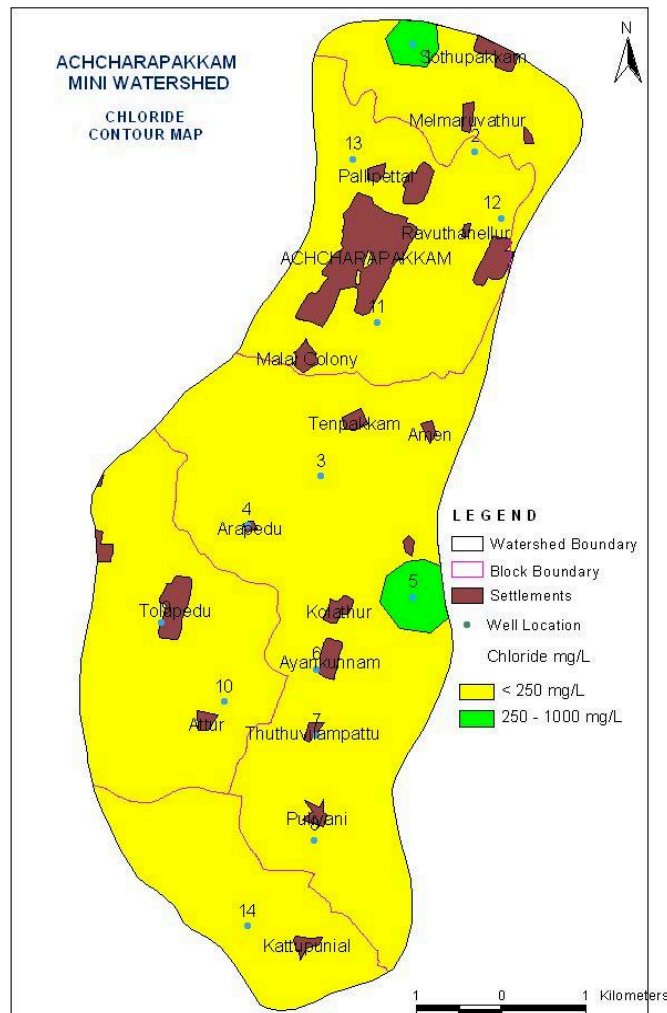 ACHCHARAPAKKAM
MINI WATERSHED
CHLORIDE
CONTOUR MAP
N
Sothupakkam
Melmaruvathur
2
13
Pallipettai
12
Ravuthanellur
ACHCHARAPAKKAM
11
Malai Colony
Tenpakkam
Amen
3
4
Arapedu
LEGEND
Watershed Boundary
Block Boundary
Settlements
Well Location
Chloride mg/L
< 250 mg/L
250 - 1000 mg/L
5
Tolupedu
Kolathur
6
Ayankunnam
10
Attur
7
Thuthuvilampattu
Puliyani
14
Kattupunial
1 0 1 Kilometers